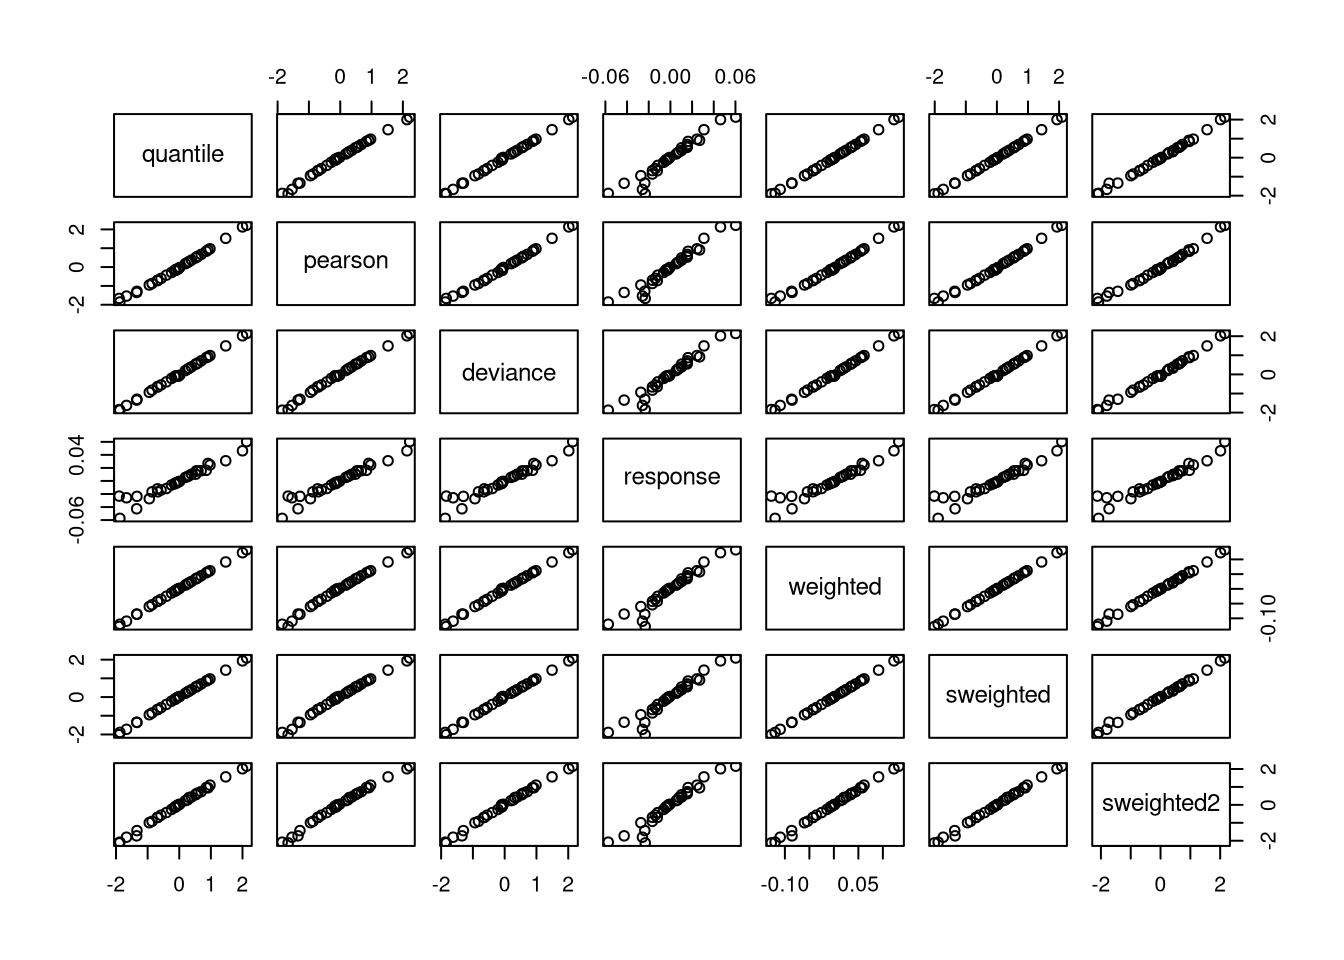 -2 0 1 2 -0.06 0.00 0.06 -2 0 1 2
quantile -2 0 2
-2 0 2 pearson
deviance -2 0 2
-0.06 0.04 response
weighted -0.10
-2 0 2 sweighted
sweighted2 -2 0 2
-2 0 1 2 -2 0 1 2 -0.10 0.05 -2 0 2